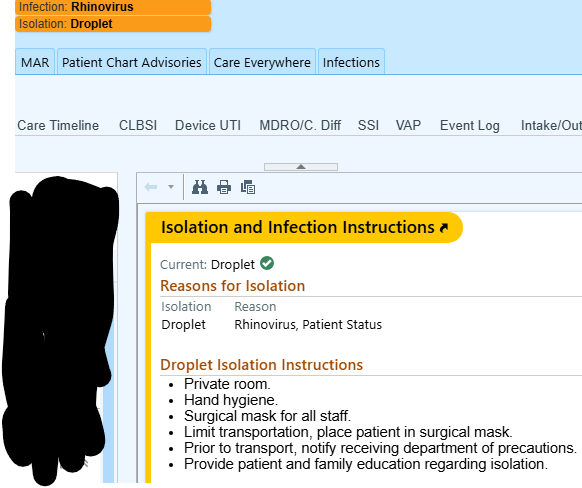 Infection: Rhinovirus
Isolation: Droplet
MAR Patient Chart Advisories Care Everywhere Infections
Care Timeline CLBSI Device UTI MDRO/C. Diff SSI VAP Event Log Intake/Out
Isolation and Infection Instructions
Current: Droplet
Reasons for Isolation
Isolation Reason
Droplet Rhinovirus, Patient Status
Droplet Isolation Instructions
• Private room.
• Hand hygiene.
• Surgical mask for all staff.
• Limit transportation, place patient in surgical mask.
• Prior to transport, notify receiving department of precautions.
• Provide patient and family education regarding isolation.